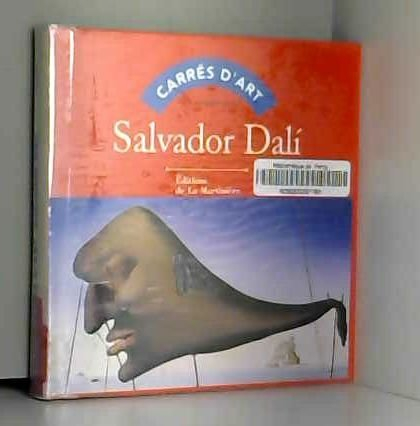 CARRÉS D'ART
Salvador Dalí
Éditions
de La Martinière